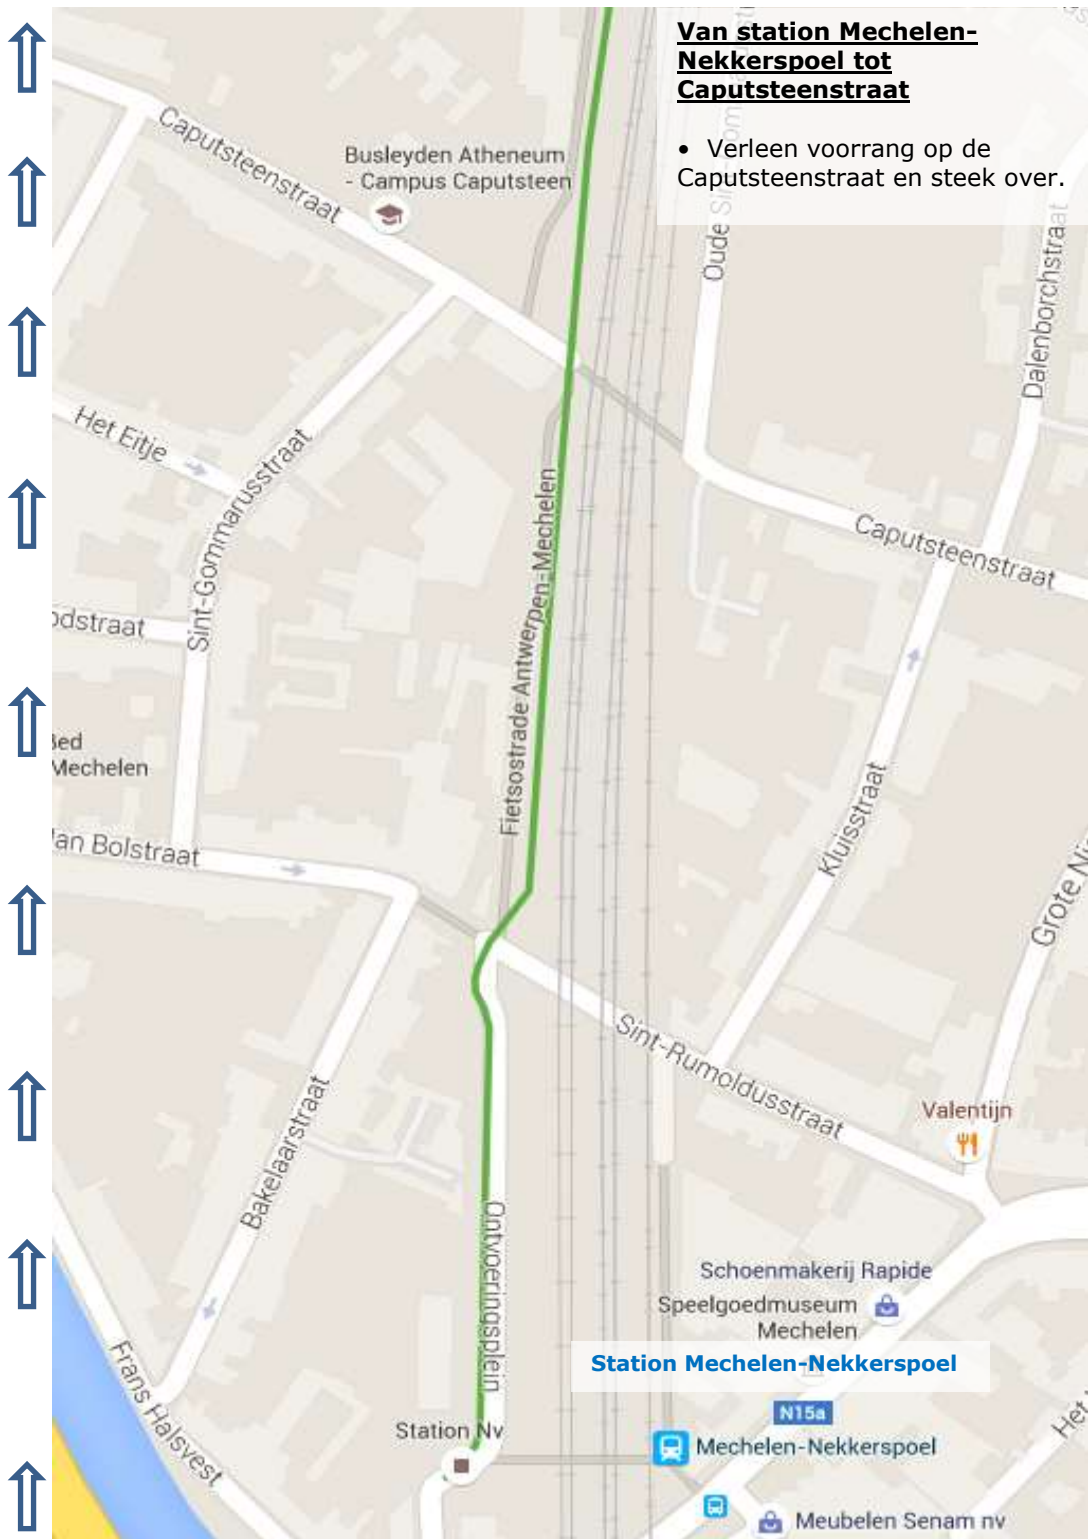 Van station Mechelen-
Nekkerspoel tot
Caputsteenstraat
• Verleen voorrang op de
Caputsteenstraat en steek over.
Caputsteenstraat
Busleyden Atheneum
- Campus Caputsteen
Oude
Dalenborchstraat
Het Eitje
Sint-Gommarusstraat
Fietsostrade Antwerpen-Mechelen
Caputsteenstraat
odstraat
Bed
Mechelen
Jan Bolstraat
Kluisstraat
Grote Ni
Sint-Rumoldusstraat
Valentijn
Bakelaarstraat
Ontvoeringsplein
Schoenmakerij Rapide
Speelgoedmuseum
Mechelen
Station Mechelen-Nekkerspoel
Frans Halsvest
Station Nv
N15a
Mechelen-Nekkerspoel
Het
Meubelen Senam nv